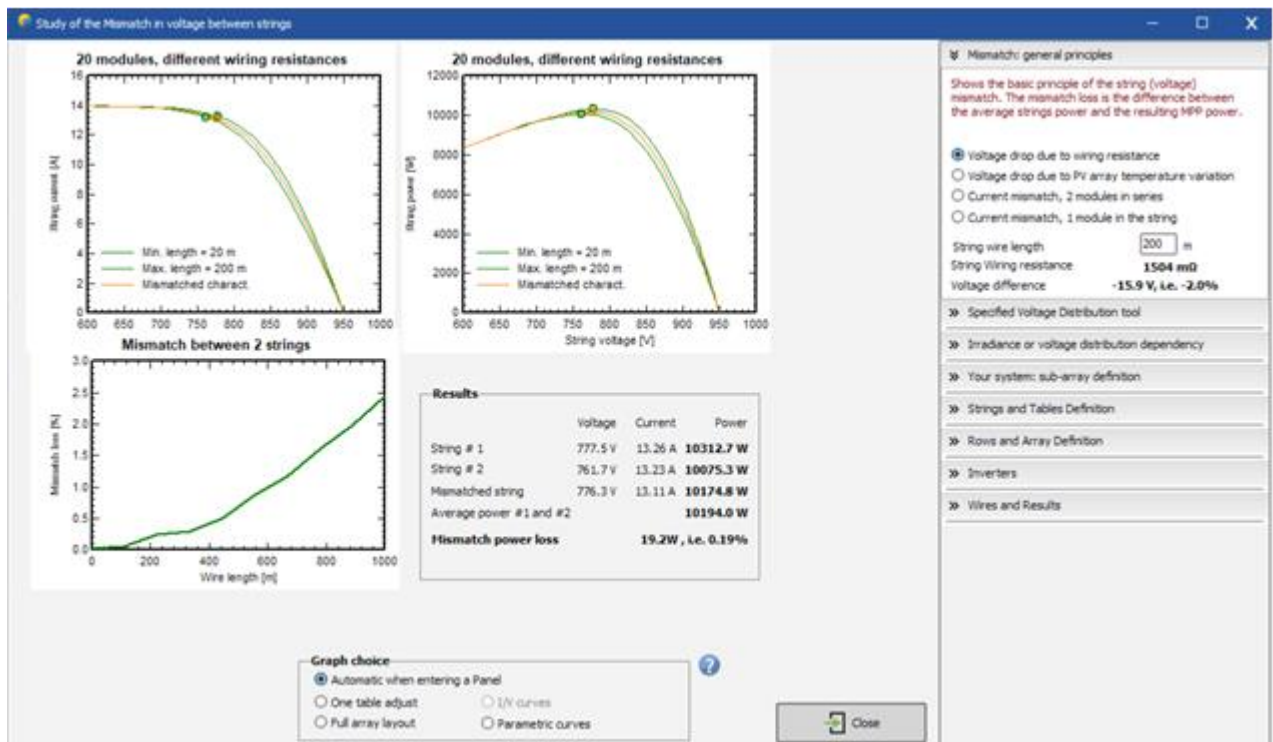 Study of the Mismatch in voltage between strings
20 modules, different wiring resistances
16
14
12
10
8
6
4
2
0
String current [A]
Min. length = 20 m
Max. length = 200 m
Mismatched charact.
600 650 700 750 800 850 900 950 1000
20 modules, different wiring resistances
12000
10000
8000
6000
4000
2000
0
String power [W]
Min. length = 20 m
Max. length = 200 m
Mismatched charact.
600 650 700 750 800 850 900 950 1000
String voltage [V]
Mismatch between 2 strings
3.0
2.5
2.0
1.5
1.0
0.5
0.0
Mismatch loss [%]
0 200 400 600 800 1000
Wire length [m]
Results
Voltage Current Power
String # 1 777.5 V 13.26 A 10312.7 W
String # 2 761.7 V 13.23 A 10075.3 W
Mismatched string 776.3 V 13.11 A 10174.8 W
Average power #1 and #2 10194.0 W
Mismatch power loss 19.2W , i.e. 0.19%
Graph choice
Automatic when entering a Panel
One table adjust I/V curves
Full array layout Parametric curves
?
Close
Mismatch: general principles
Shows the basic principle of the string (voltage)
mismatch. The mismatch loss is the difference between
the average strings power and the resulting MPP power.
Voltage drop due to wiring resistance
Voltage drop due to PV array temperature variation
Current mismatch, 2 modules in series
Current mismatch, 1 module in the string
String wire length 200 m
String Wiring resistance 1504 mΩ
Voltage difference -15.9 V, i.e. -2.0%
Specified Voltage Distribution tool
Irradiance or voltage distribution dependency
Your system: sub-array definition
Strings and Tables Definition
Rows and Array Definition
Inverters
Wires and Results